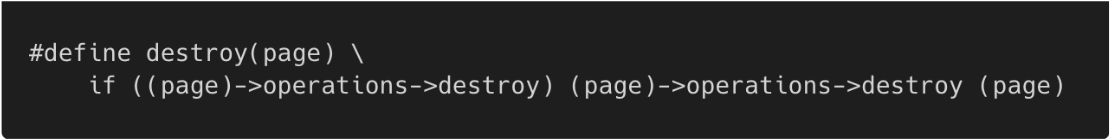 #define destroy(page) \
    if ((page)->operations->destroy) (page)->operations->destroy (page)